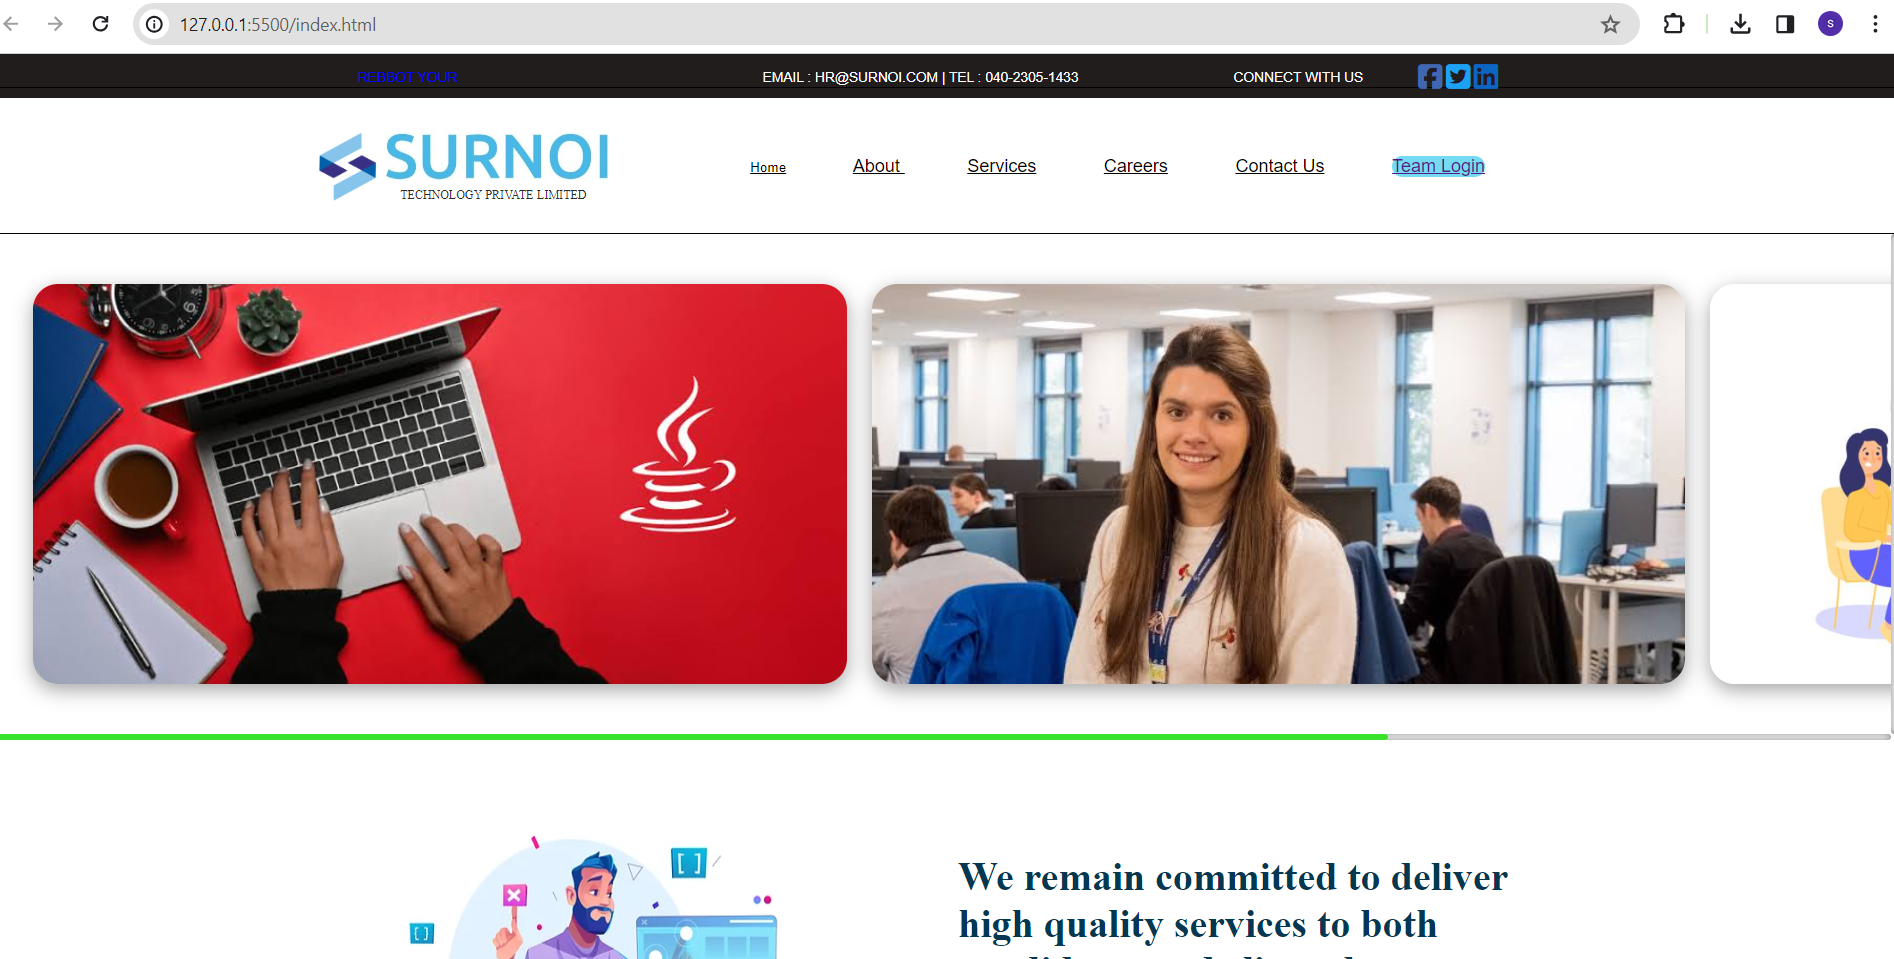 127.0.0.1:5500/index.html
S
REBBOT YOUR
EMAIL : HR@SURNOI.COM | TEL : 040-2305-1433
CONNECT WITH US
SURNOI
TECHNOLOGY PRIVATE LIMITED
Home
About
Services
Careers
Contact Us
Team Login
We remain committed to deliver
high quality services to both